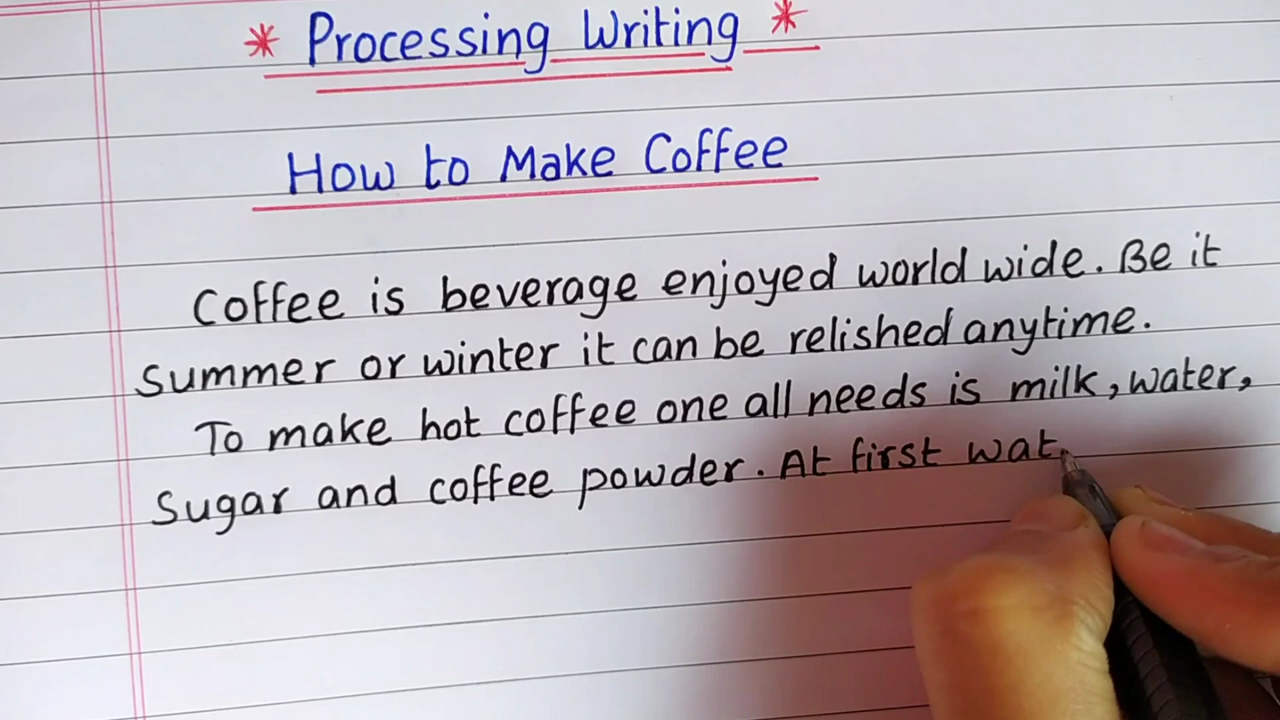 * Processing Writing *
How to Make Coffee
Coffee is beverage enjoyed world wide. Be it
summer or winter it can be relished anytime.
To make hot coffee one all needs is milk, water,
sugar and coffee powder. At first wat